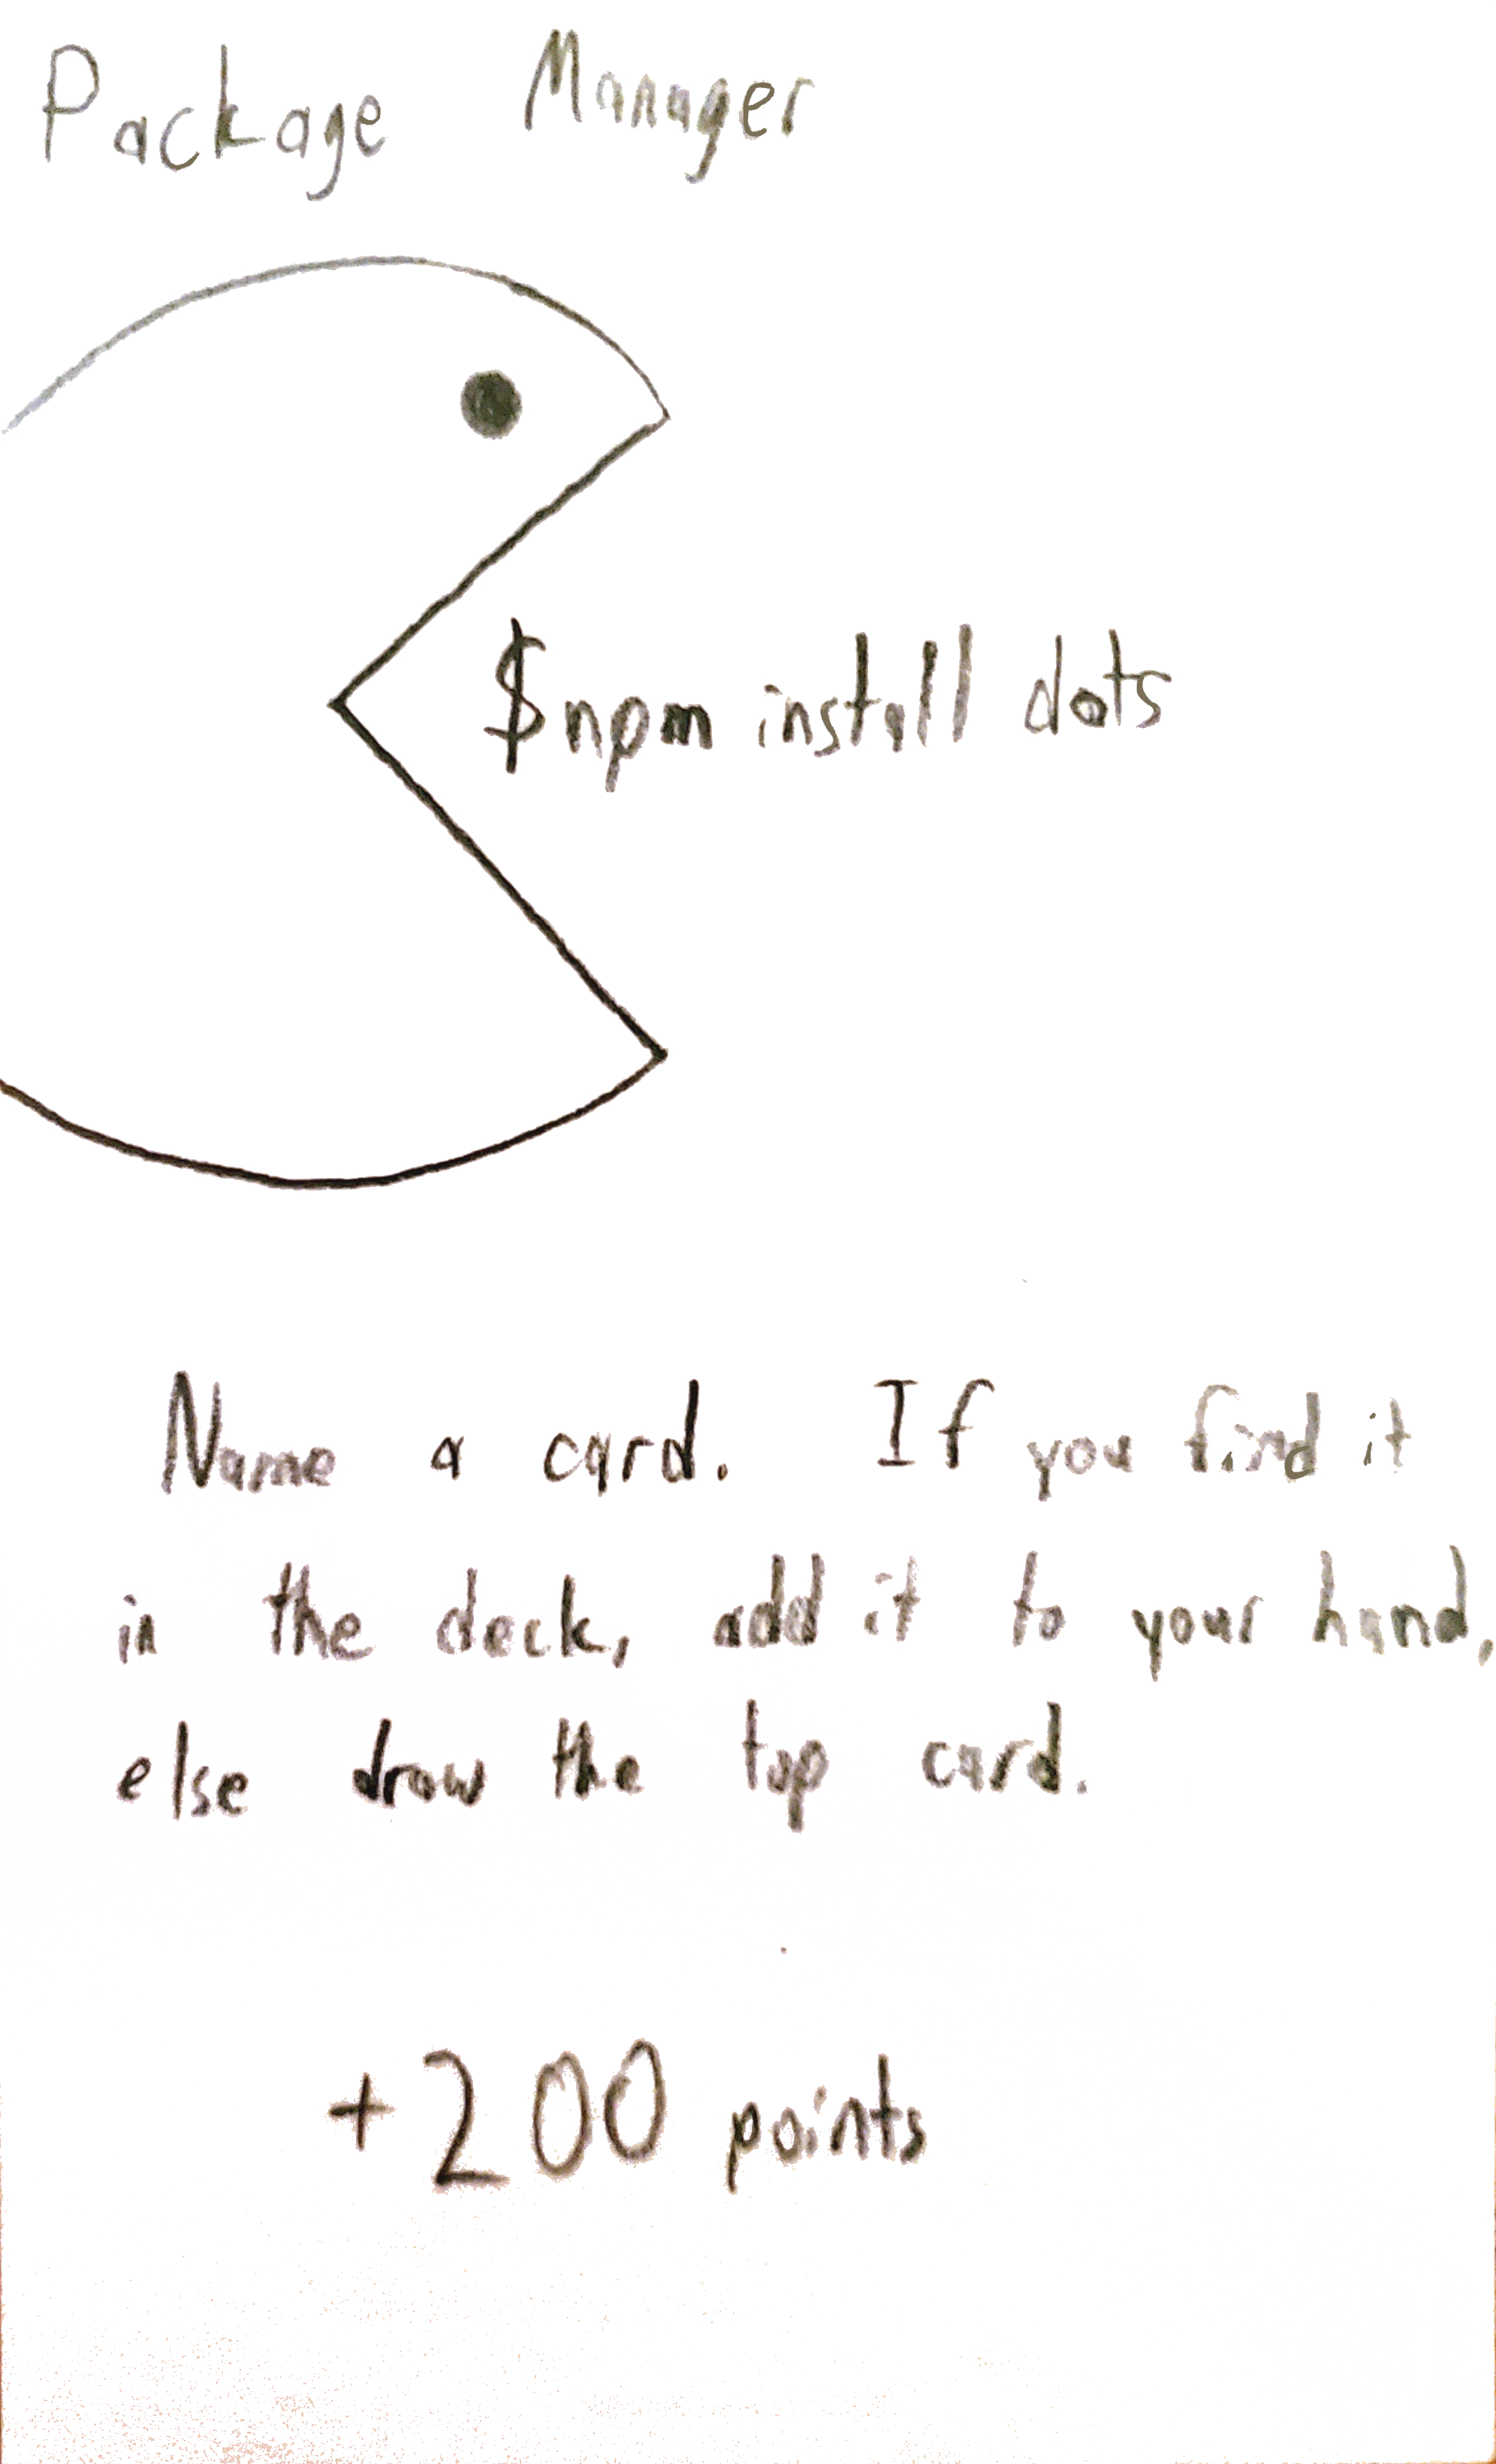 Package Manager
$npm install dots
Name a card. If you find it
in the deck, add it to your hand,
else draw the top card.
+200 points